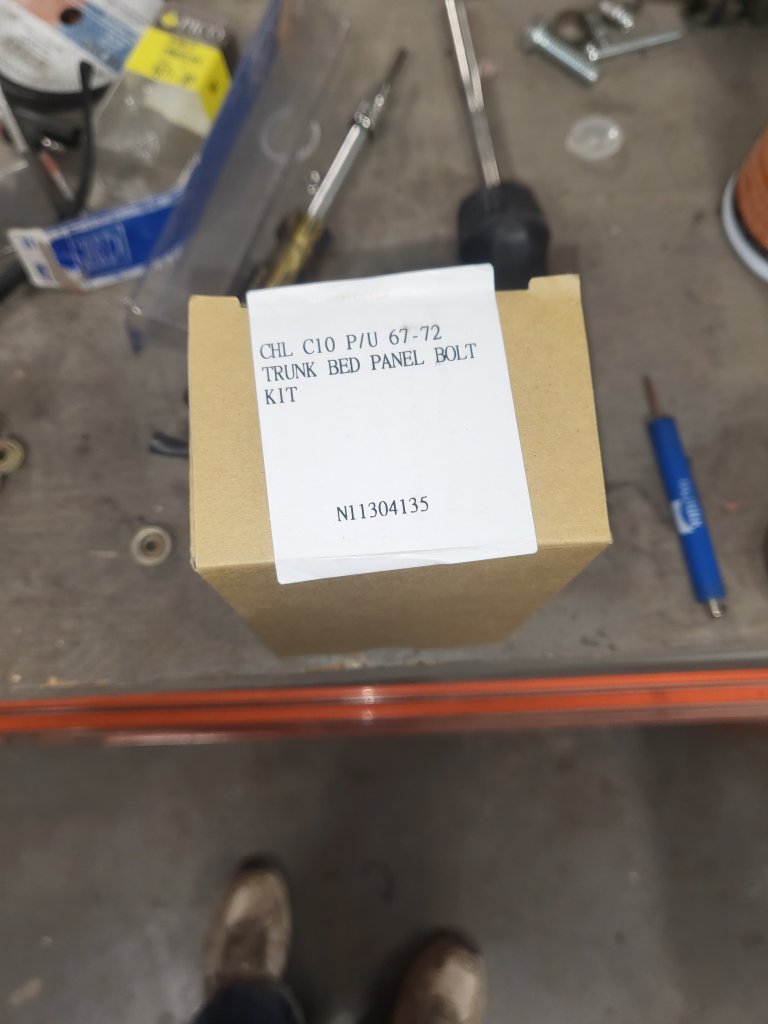 CHL C10 P/U 67-72
TRUNK BED PANEL BOLT
KIT
N11304135